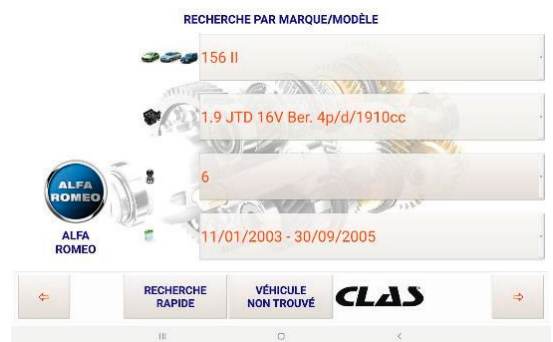 RECHERCHE PAR MARQUE/MODÈLE
156 II
1.9 JTD 16V Ber. 4p/d/1910cc
6
11/01/2003 - 30/09/2005
ALFA
ROMEO
ALFA
ROMEO
RECHERCHE
RAPIDE
VÉHICULE
NON TROUVÉ
CLAS